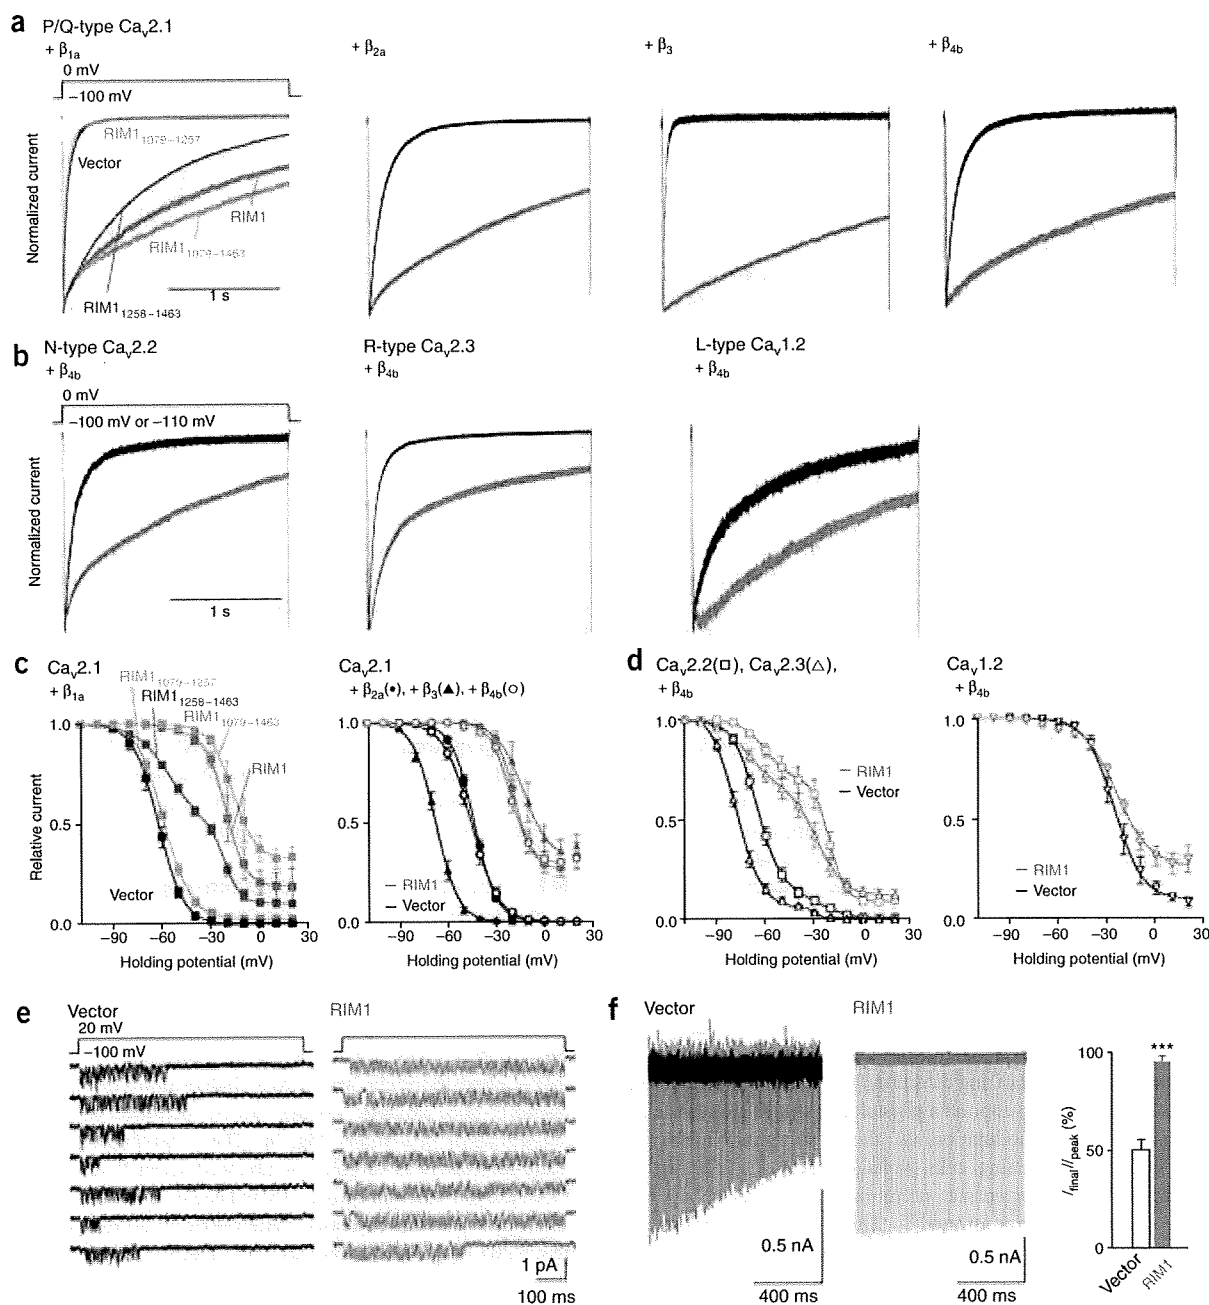 a
P/Q-type Cav2.1
+ β1a
+ β2a
+ β3
+ β4b
0 mV
−100 mV
RIM11079–1257
Vector
RIM1
RIM11079–1463
RIM11258–1463
1 s
Normalized current
b
N-type Cav2.2
+ β4b
R-type Cav2.3
+ β4b
L-type Cav1.2
+ β4b
0 mV
−100 mV or −110 mV
1 s
Normalized current
c
Cav2.1
+ β1a
RIM11079–1257
RIM11258–1463
RIM11079–1463
RIM1
Vector
1.0
0.5
0.0
Relative current
−90 −60 −30 0 30
Holding potential (mV)
Cav2.1
+ β2a(•), + β3(▲), + β4b(○)
1.0
0.5
0.0
RIM1
Vector
−90 −60 −30 0 30
Holding potential (mV)
d
Cav2.2(□), Cav2.3(△),
+ β4b
1.0
0.5
0.0
RIM1
Vector
−90 −60 −30 0 30
Holding potential (mV)
Cav1.2
+ β4b
1.0
0.5
0.0
RIM1
Vector
−90 −60 −30 0 30
Holding potential (mV)
e
Vector
20 mV
−100 mV
RIM1
1 pA
100 ms
f
Vector
0.5 nA
400 ms
RIM1
0.5 nA
400 ms
100
50
0
Ifinal/Ipeak (%)
***
Vector
RIM1